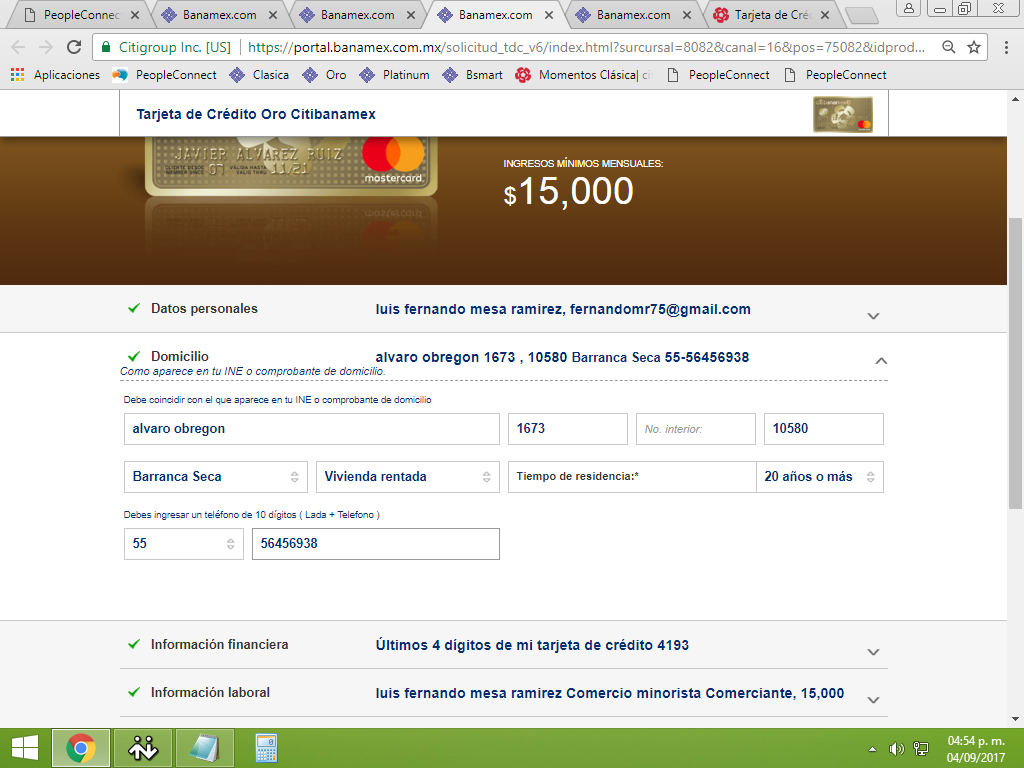 PeopleConnec
Banamex.com
Banamex.com
Banamex.com
Banamex.com
Tarjeta de Cré
Citigroup Inc. [US]
https://portal.banamex.com.mx/solicitud_tdc_v6/index.html?sursursal=8082&canal=16&pos=75082&idprod...
Aplicaciones
PeopleConnect
Clasica
Oro
Platinum
Bsmart
Momentos Clásica| ci
PeopleConnect
PeopleConnect
Tarjeta de Crédito Oro Citibanamex
JAVIER ALVAREZ RUIZ
07
11/21
mastercard
INGRESOS MÍNIMOS MENSUALES:
$15,000
Datos personales
luis fernando mesa ramirez, fernandomr75@gmail.com
Domicilio
alvaro obregon 1673 , 10580 Barranca Seca 55-56456938
Como aparece en tu INE o comprobante de domicilio.
Debe coincidir con el que aparece en tu INE o comprobante de domicilio
alvaro obregon
1673
No. interior:
10580
Barranca Seca
Vivienda rentada
Tiempo de residencia:*
20 años o más
Debes ingresar un teléfono de 10 dígitos ( Lada + Telefono )
55
56456938
Información financiera
Últimos 4 dígitos de mi tarjeta de crédito 4193
Información laboral
luis fernando mesa ramirez Comercio minorista Comerciante, 15,000
04:54 p. m.
04/09/2017